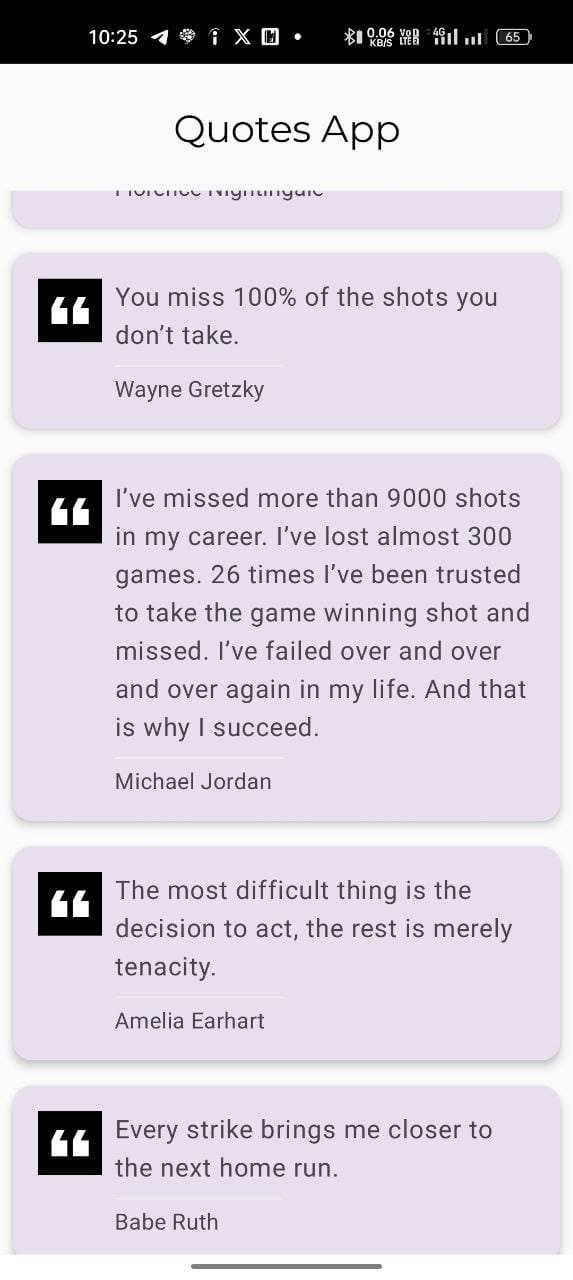 10:25
0.06
KB/S
4G
65
Quotes App
Florence Nightingale
You miss 100% of the shots you
don’t take.
Wayne Gretzky
I’ve missed more than 9000 shots
in my career. I’ve lost almost 300
games. 26 times I’ve been trusted
to take the game winning shot and
missed. I’ve failed over and over
and over again in my life. And that
is why I succeed.
Michael Jordan
The most difficult thing is the
decision to act, the rest is merely
tenacity.
Amelia Earhart
Every strike brings me closer to
the next home run.
Babe Ruth